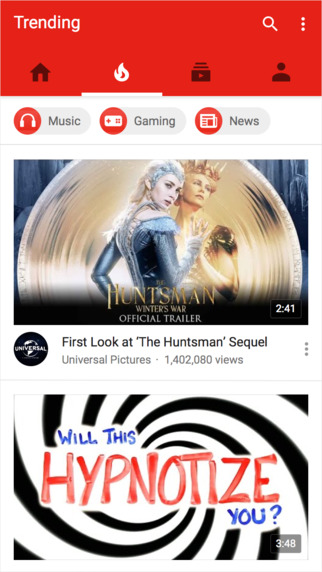 Trending
Music
Gaming
News
THE
HUNTSMAN
WINTER'S WAR
OFFICIAL TRAILER
2:41
UNIVERSAL
First Look at ‘The Huntsman’ Sequel
Universal Pictures · 1,402,080 views
WILL THIS
HYPNOTIZE
YOU?
3:48